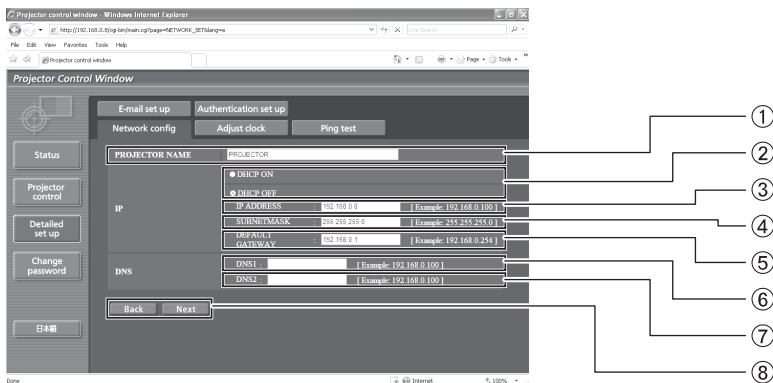 Projector control window - Windows Internet Explorer
http://192.168.0.8/cgi-bin/main.cgi?page=NETWORK_SET&lang=e
Live Search
File Edit View Favorites Tools Help
Projector control window
Page Tools
Projector Control Window
E-mail set up Authentication set up
Network config Adjust clock Ping test
Status
Projector control
Detailed set up
Change password
日本語
PROJECTOR NAME PROJECTOR
IP
DHCP ON
DHCP OFF
IP ADDRESS : 192.168.0.8 [ Example: 192.168.0.100 ]
SUBNETMASK : 255.255.255.0 [ Example: 255.255.255.0 ]
DEFAULT GATEWAY : 192.168.0.1 [ Example: 192.168.0.254 ]
DNS
DNS1 : [ Example: 192.168.0.100 ]
DNS2 : [ Example: 192.168.0.100 ]
Back Next
Done Internet 100%
①
②
③
④
⑤
⑥
⑦
⑧